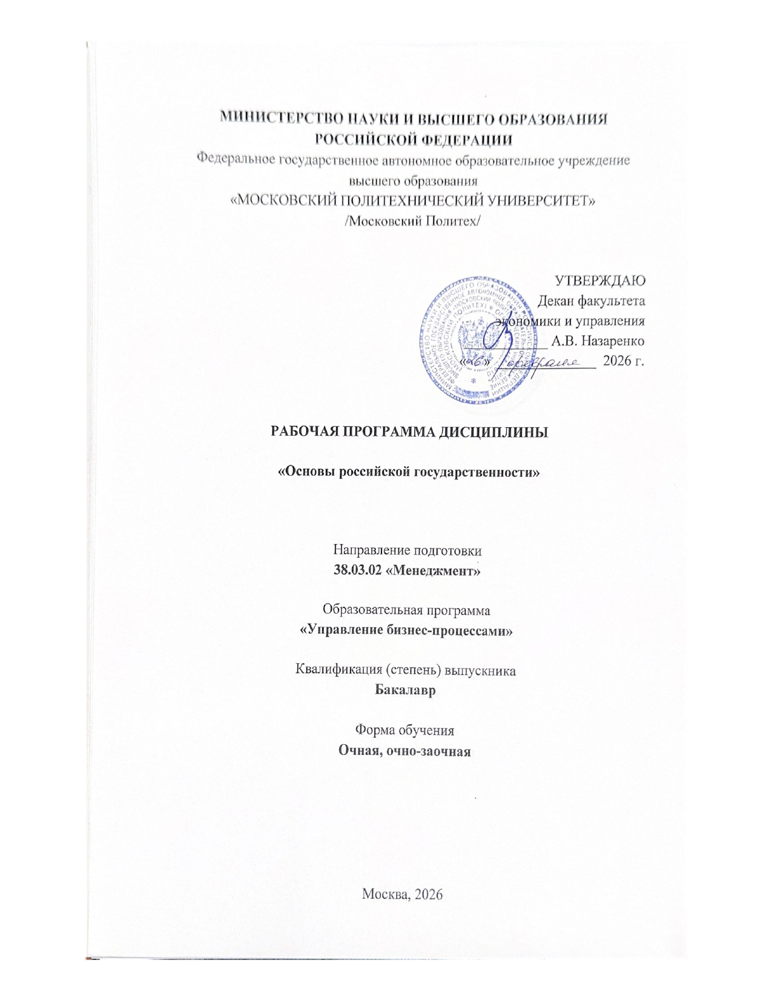 МИНИСТЕРСТВО НАУКИ И ВЫСШЕГО ОБРАЗОВАНИЯ
РОССИЙСКОЙ ФЕДЕРАЦИИ
Федеральное государственное автономное образовательное учреждение
высшего образования
«МОСКОВСКИЙ ПОЛИТЕХНИЧЕСКИЙ УНИВЕРСИТЕТ»
/Московский Политех/
УТВЕРЖДАЮ
Декан факультета
экономики и управления
А.В. Назаренко
«26» февраля 2026 г.
РАБОЧАЯ ПРОГРАММА ДИСЦИПЛИНЫ
«Основы российской государственности»
Направление подготовки
38.03.02 «Менеджмент»
Образовательная программа
«Управление бизнес-процессами»
Квалификация (степень) выпускника
Бакалавр
Форма обучения
Очная, очно-заочная
Москва, 2026